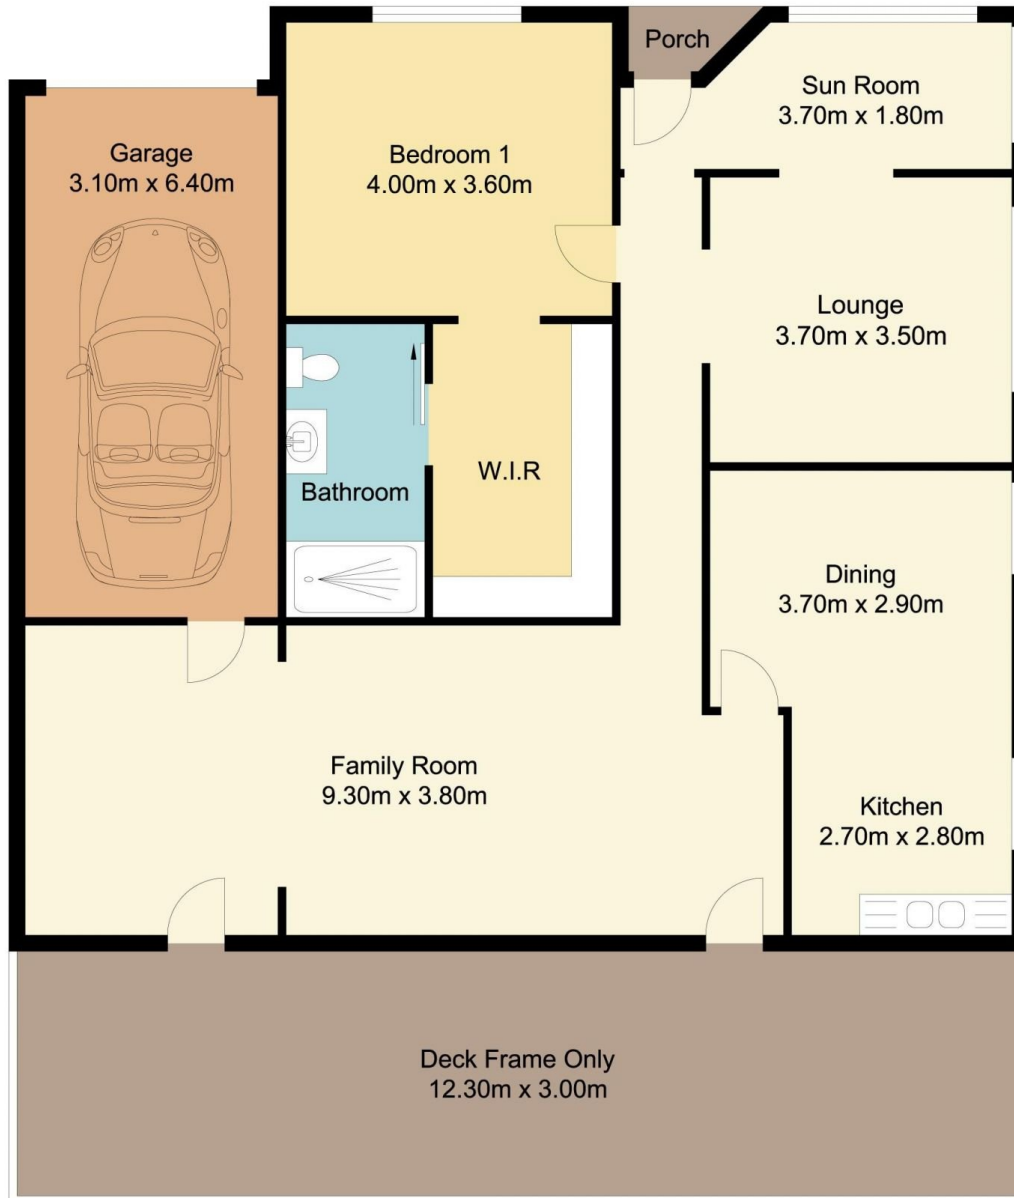 Porch
Sun Room
3.70m x 1.80m
Garage
3.10m x 6.40m
Bedroom 1
4.00m x 3.60m
Lounge
3.70m x 3.50m
W.I.R
Bathroom
Dining
3.70m x 2.90m
Family Room
9.30m x 3.80m
Kitchen
2.70m x 2.80m
Deck Frame Only
12.30m x 3.00m